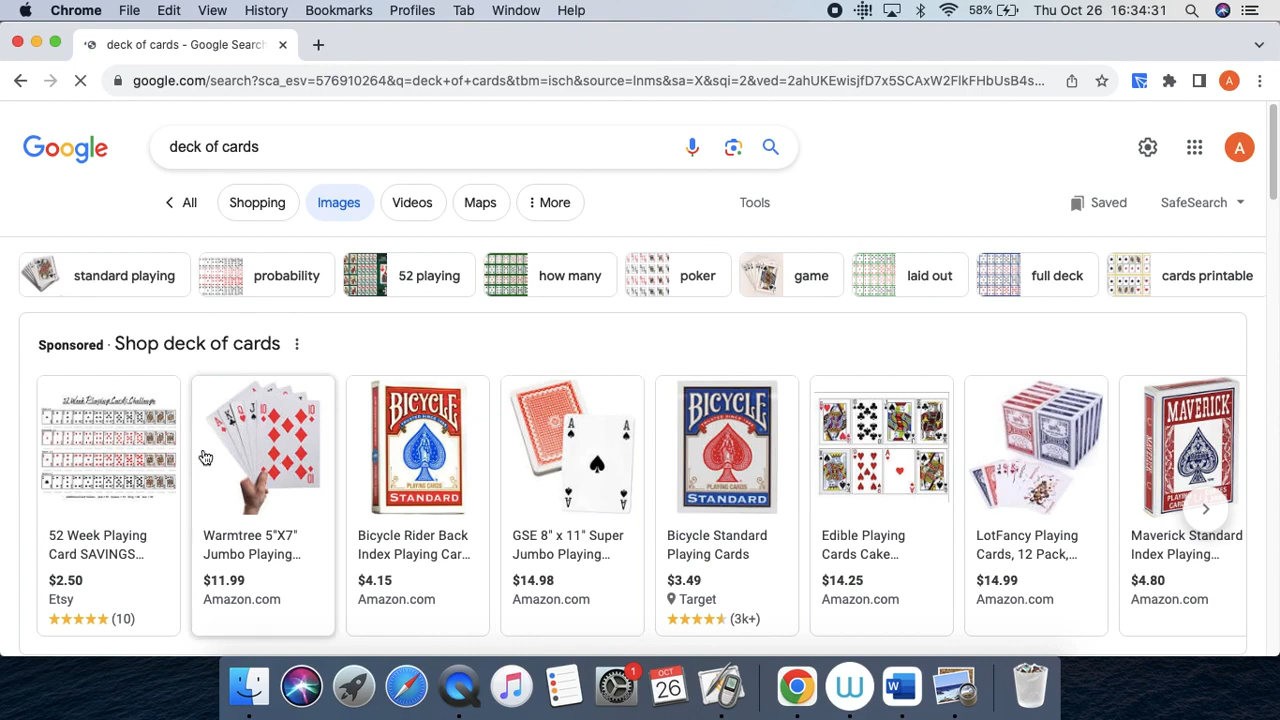 Chrome File Edit View History Bookmarks Profiles Tab Window Help 58% Thu Oct 26 16:34:31
deck of cards - Google Search
google.com/search?sca_esv=576910264&q=deck+of+cards&tbm=isch&source=lnms&sa=X&sqi=2&ved=2ahUKEwisjfD7x5SCAxW2FlkFHbUsB4s... A
Google deck of cards A
All Shopping Images Videos Maps More Tools Saved SafeSearch
standard playing probability 52 playing how many poker game laid out full deck cards printable
Sponsored · Shop deck of cards
52 Week Playing Card SAVINGS...
$2.50
Etsy
(10)
Warmtree 5"X7" Jumbo Playing...
$11.99
Amazon.com
BICYCLE
STANDARD
Bicycle Rider Back Index Playing Car...
$4.15
Amazon.com
GSE 8" x 11" Super Jumbo Playing...
$14.98
Amazon.com
BICYCLE
PLAYING CARDS
STANDARD
Bicycle Standard Playing Cards
$3.49
Target
(3k+)
Edible Playing Cards Cake...
$14.25
Amazon.com
LotFancy Playing Cards, 12 Pack,...
$14.99
Amazon.com
MAVERICK
Maverick Standard Index Playing...
$4.80
Amazon.com
1
OCT
26
W